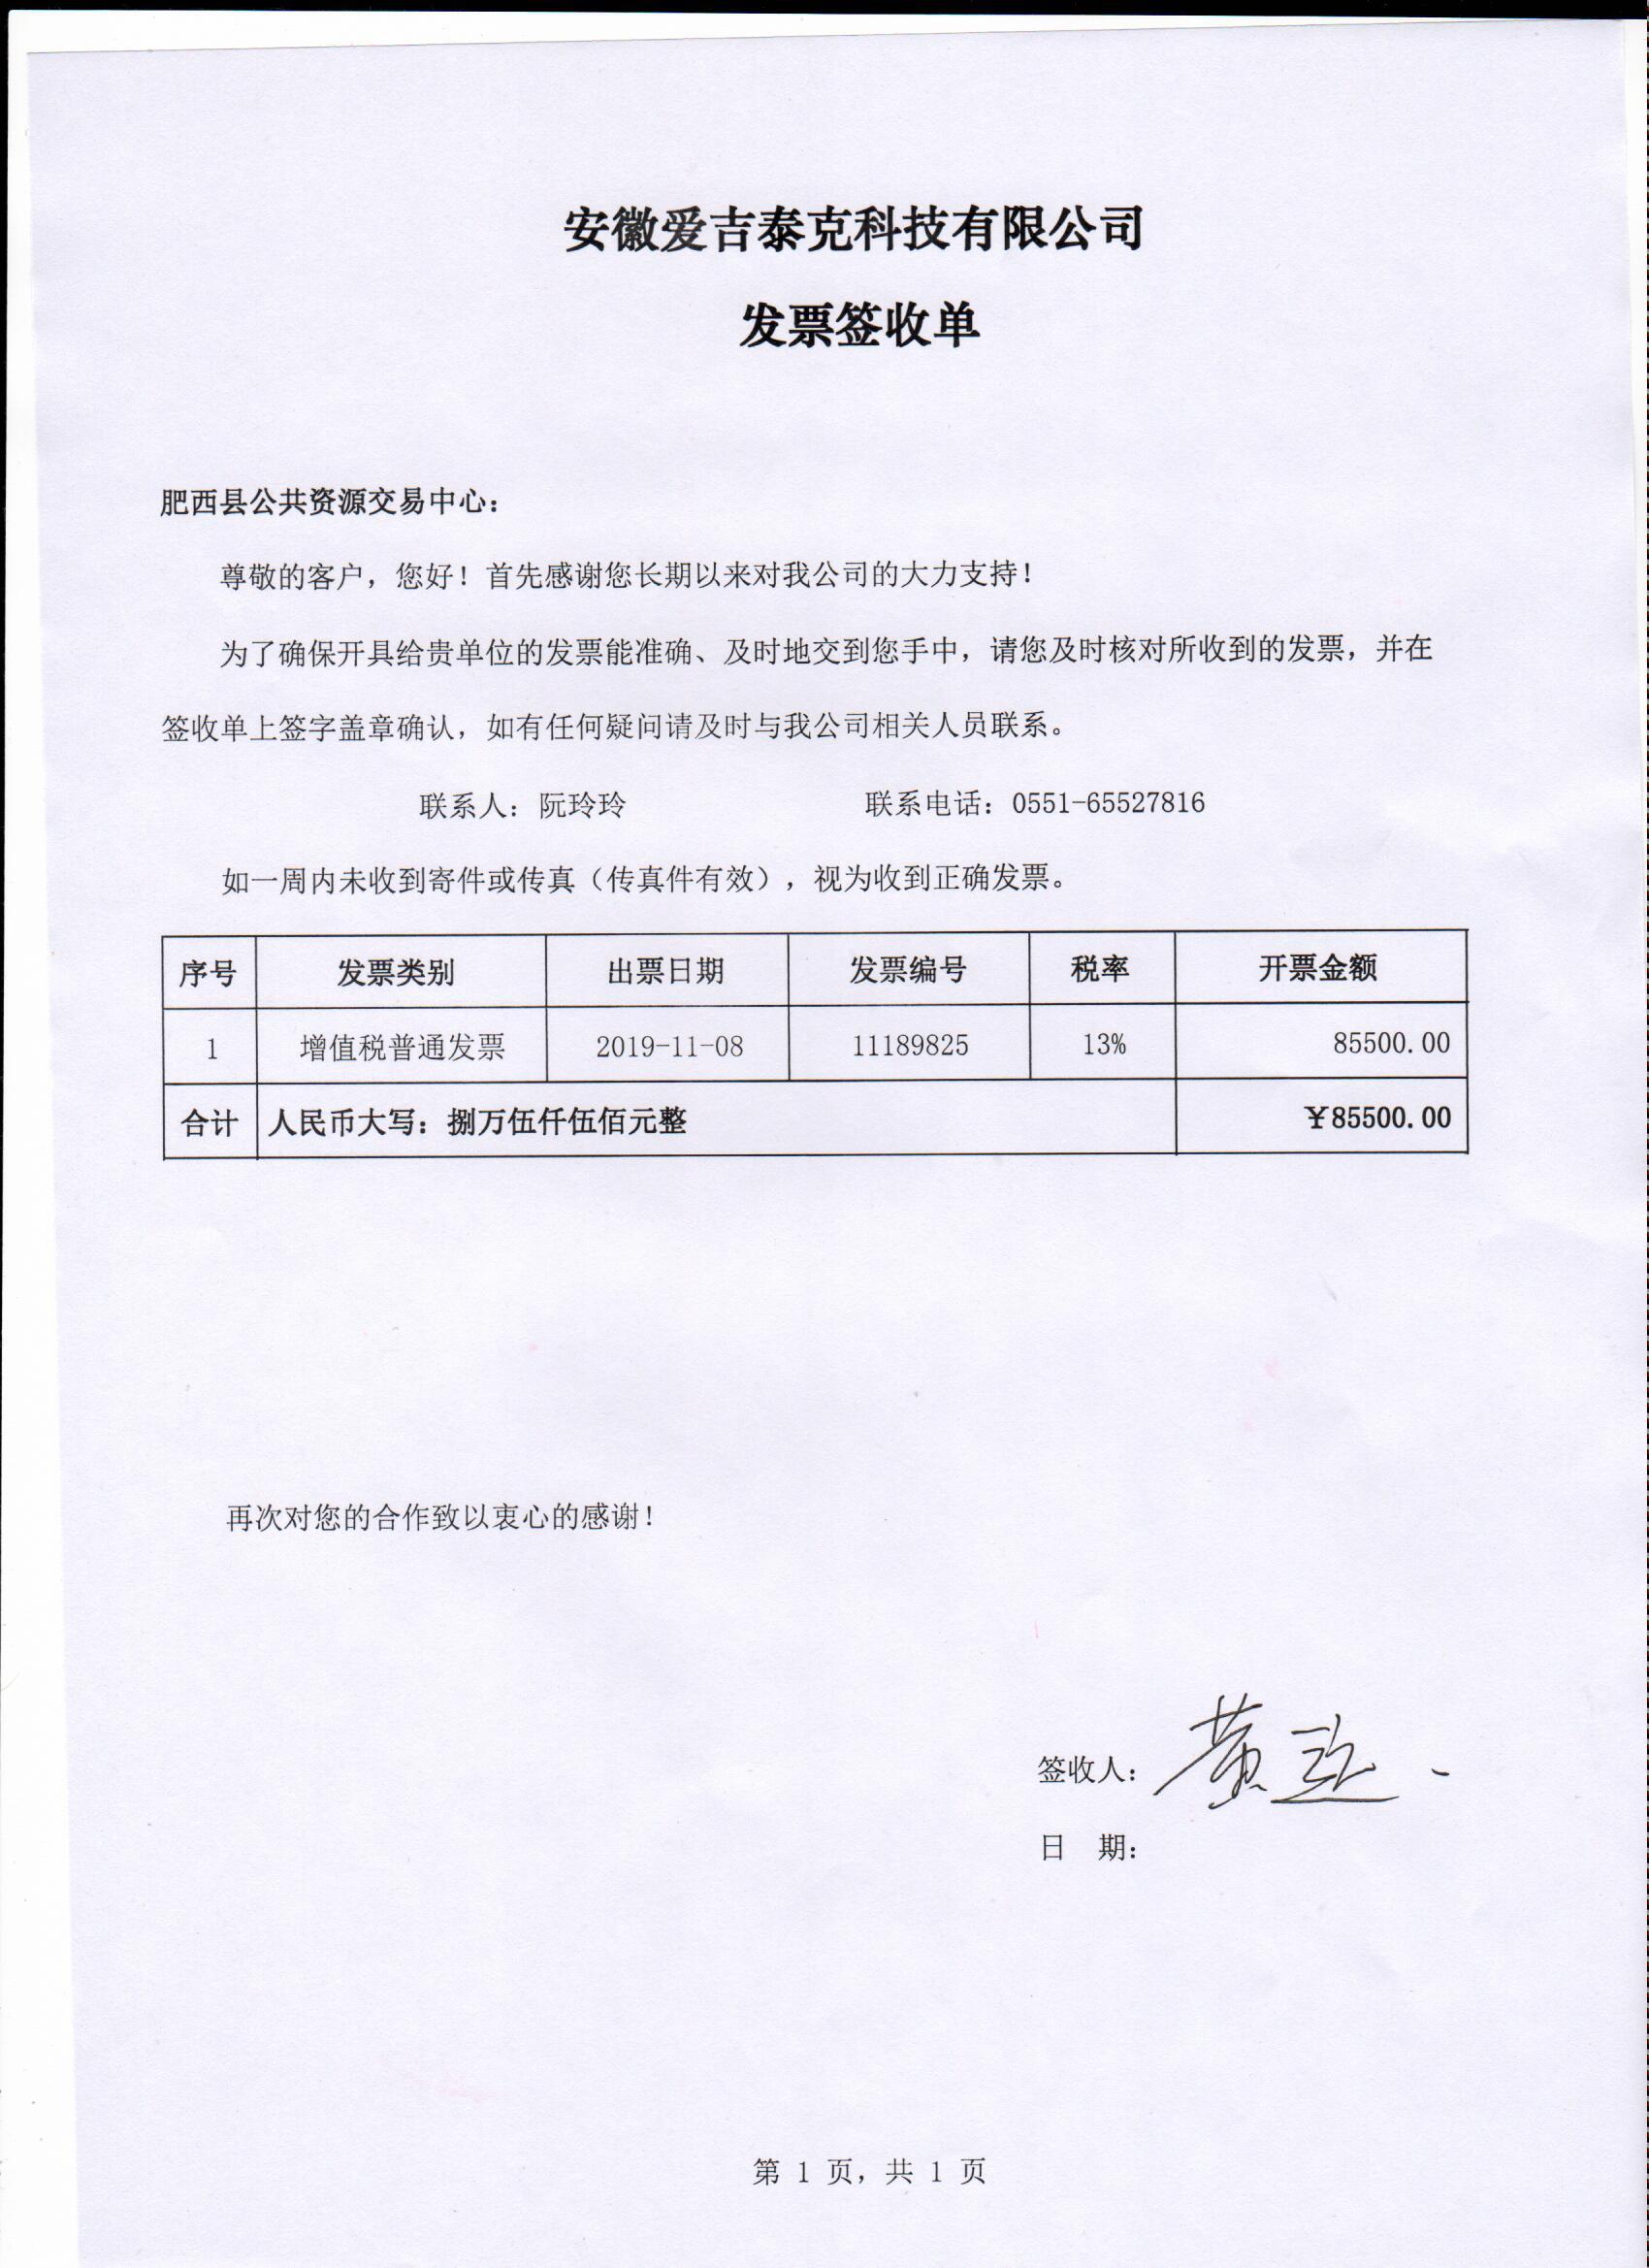 安徽爱吉泰克科技有限公司
发票签收单
肥西县公共资源交易中心：
尊敬的客户，您好！首先感谢您长期以来对我公司的大力支持！
为了确保开具给贵单位的发票能准确、及时地交到您手中，请您及时核对所收到的发票，并在
签收单上签字盖章确认，如有任何疑问请及时与我公司相关人员联系。
联系人：阮玲玲 联系电话：0551-65527816
如一周内未收到寄件或传真（传真件有效），视为收到正确发票。
序号 发票类别 出票日期 发票编号 税率 开票金额
1 增值税普通发票 2019-11-08 11189825 13% 85500.00
合计 人民币大写：捌万伍仟伍佰元整 ¥85500.00
再次对您的合作致以衷心的感谢！
签收人：黄
日 期：
第 1 页，共 1 页